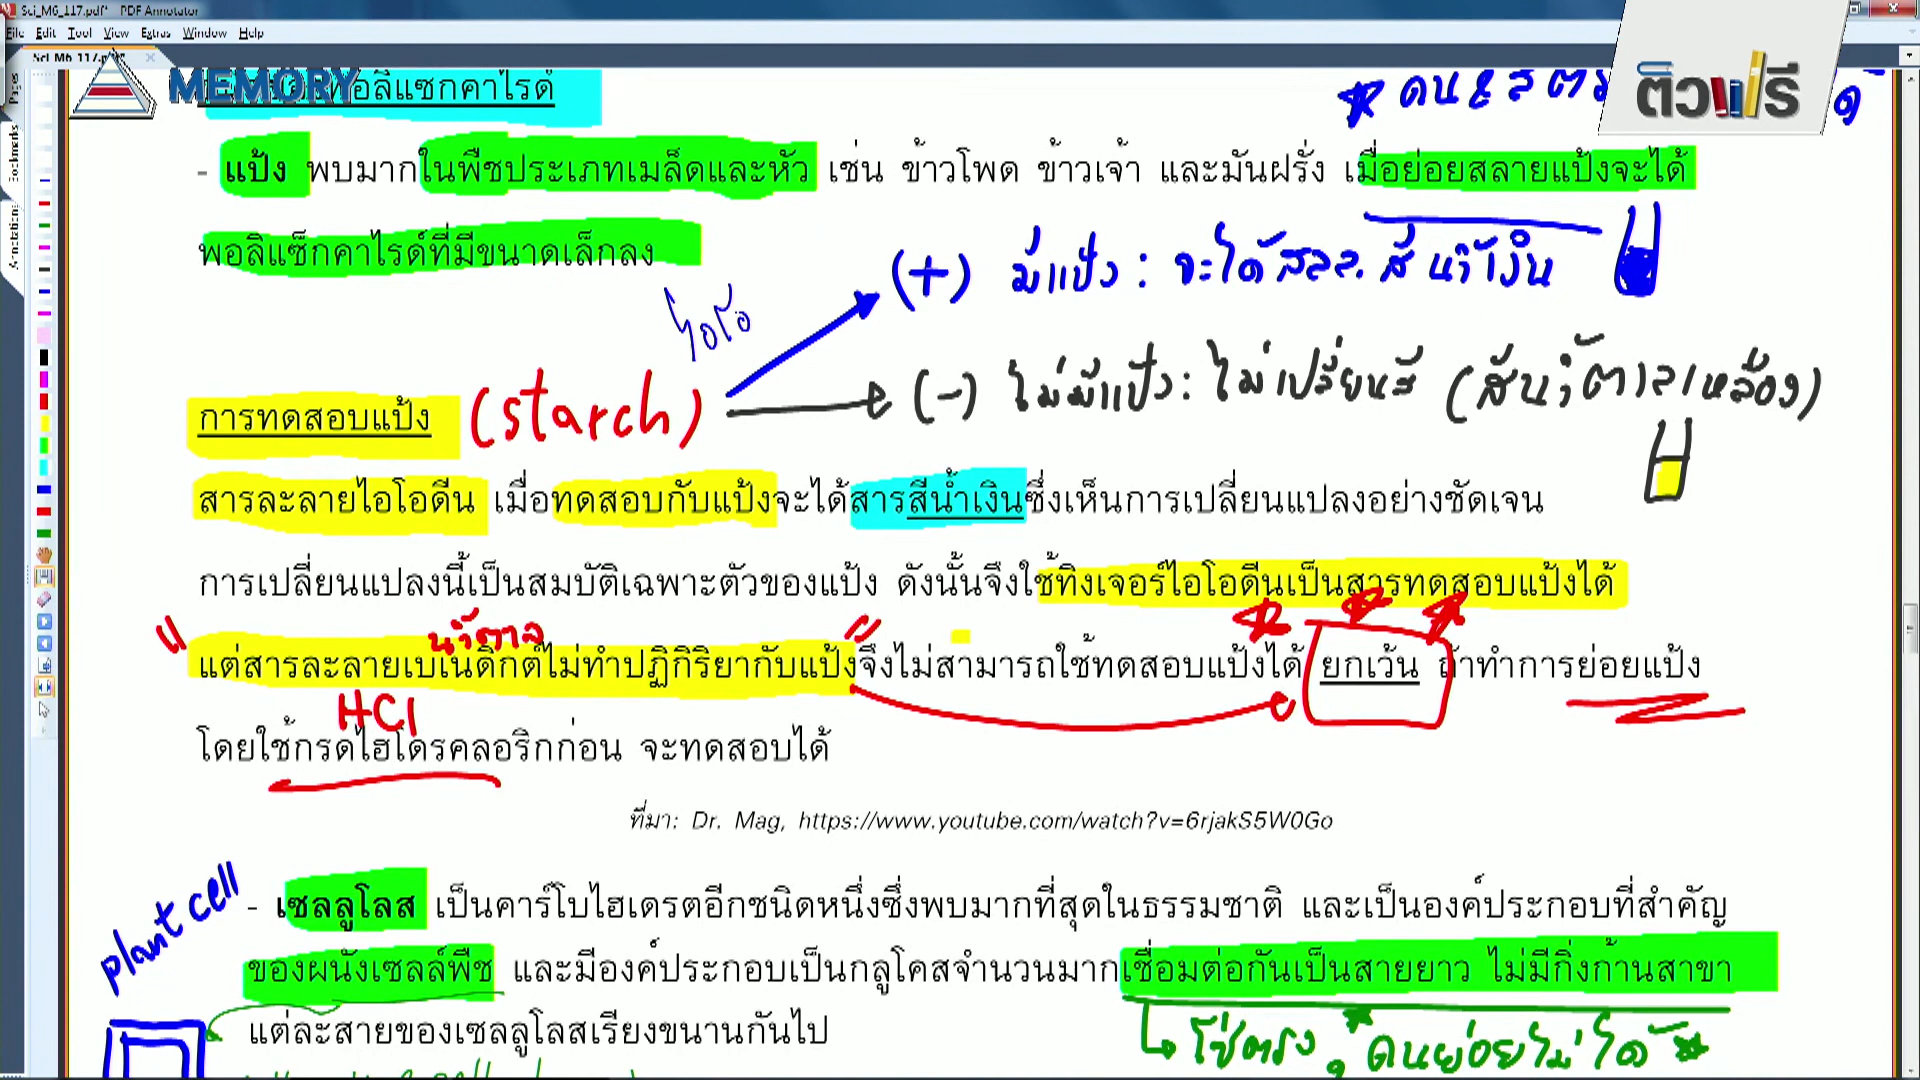 Sci_M6_117.pdf* - PDF Annotator
File Edit Tool View Extras Window Help
Sci_M6_117.pdf*
Pages
Bookmarks
Annotations
MEMORY
ติวฟรี
พอลิแซกคาไรด์
- แป้ง พบมากในพืชประเภทเมล็ดและหัว เช่น ข้าวโพด ข้าวเจ้า และมันฝรั่ง เมื่อย่อยสลายแป้งจะได้
พอลิแซ็กคาไรด์ที่มีขนาดเล็กลง
(+) มีแป้ง : จะได้สลล. สีน้ำเงิน
ไอโอ
(-) ไม่มีแป้ง : ไม่เปลี่ยนสี (สีน้ำตาลเหลือง)
การทดสอบแป้ง (starch)
สารละลายไอโอดีน เมื่อทดสอบกับแป้งจะได้สารสีน้ำเงินซึ่งเห็นการเปลี่ยนแปลงอย่างชัดเจน
การเปลี่ยนแปลงนี้เป็นสมบัติเฉพาะตัวของแป้ง ดังนั้นจึงใช้ทิงเจอร์ไอโอดีนเป็นสารทดสอบแป้งได้
น้ำตาล
แต่สารละลายเบเนดิกต์ไม่ทำปฏิกิริยากับแป้งจึงไม่สามารถใช้ทดสอบแป้งได้ ยกเว้น ถ้าทำการย่อยแป้ง
HCl
โดยใช้กรดไฮโดรคลอริกก่อน จะทดสอบได้
ที่มา: Dr. Mag, https://www.youtube.com/watch?v=6rjakS5W0Go
plant cell
- เซลลูโลส เป็นคาร์โบไฮเดรตอีกชนิดหนึ่งซึ่งพบมากที่สุดในธรรมชาติ และเป็นองค์ประกอบที่สำคัญ
ของผนังเซลล์พืช และมีองค์ประกอบเป็นกลูโคสจำนวนมากเชื่อมต่อกันเป็นสายยาว ไม่มีกิ่งก้านสาขา
แต่ละสายของเซลลูโลสเรียงขนานกันไป
โซ่ตรง คนย่อยไม่ได้